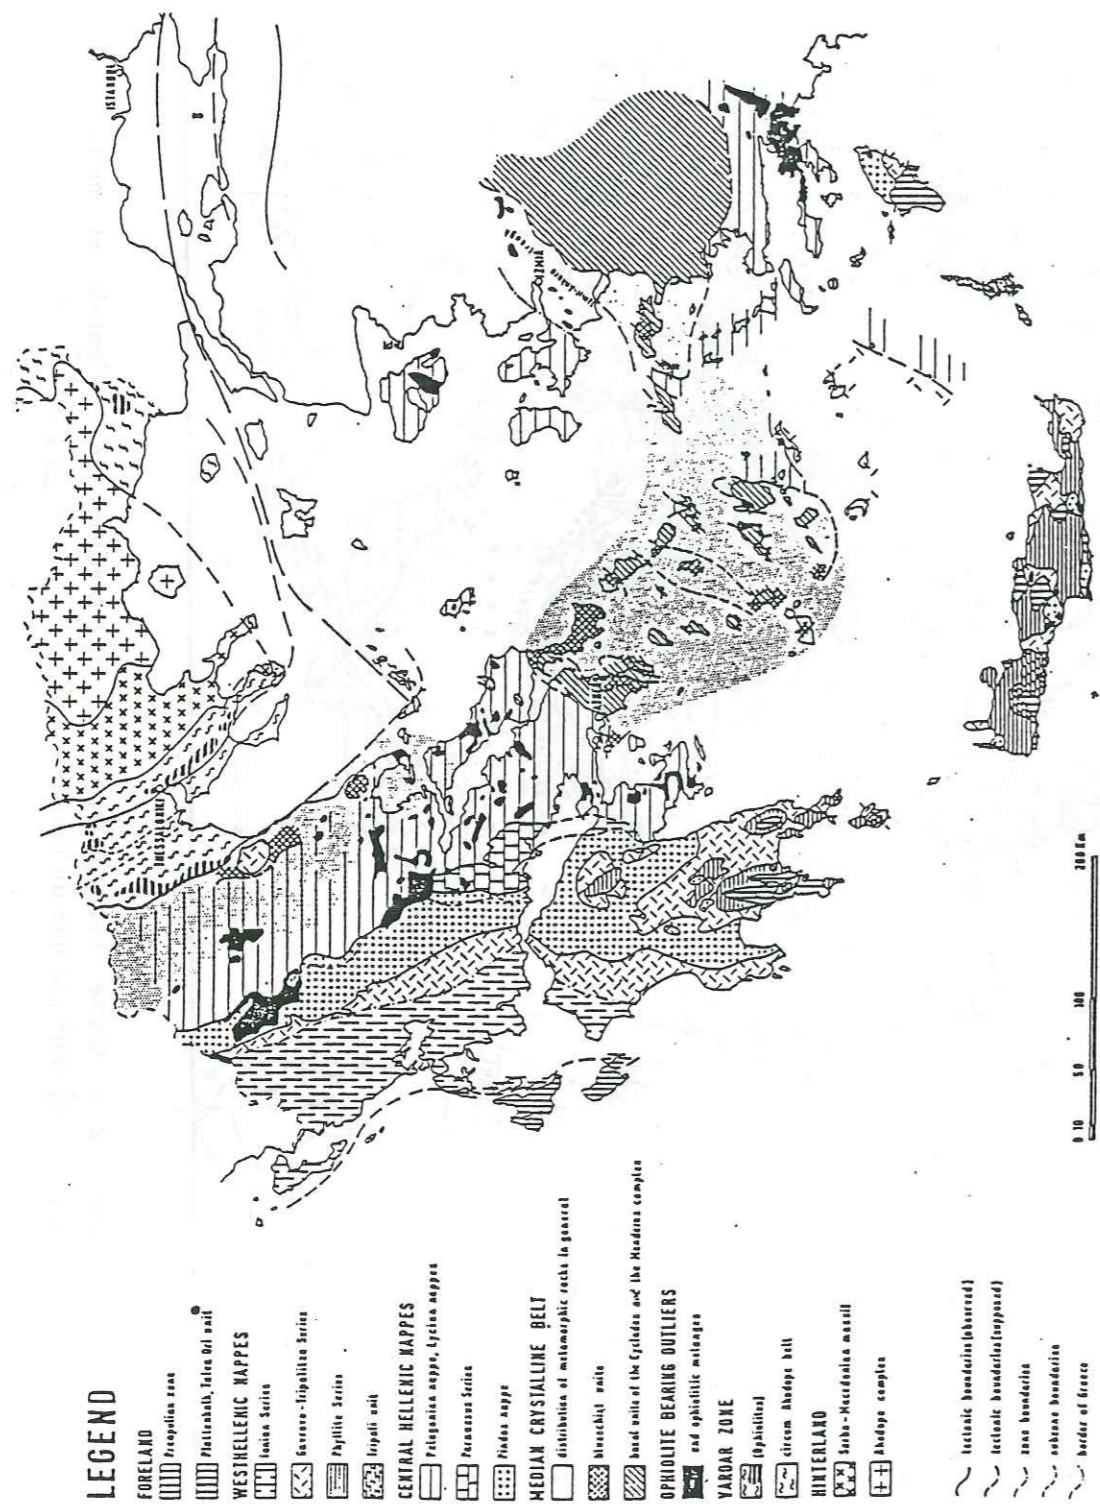 LEGEND
FORELAND
Preapulian zone
Plattenkalk, Talea Ori unit
WESTHELLENIC NAPPES
Ionian Series
Gavrovo-Tripolitza Series
Phyllite Series
Tripali unit
CENTRAL HELLENIC NAPPES
Pelagonian nappe, Lycian nappes
Parnassus Series
Pindos nappe
MEDIAN CRYSTALLINE BELT
distribution of metamorphic rocks in general
blueschist units
basal units of the Cyclades and the Menderes complex
OPHIOLITE BEARING OUTLIERS
and ophiolitic melanges
VARDAR ZONE
(Ophiolites)
circum Rhodope belt
HINTERLAND
Serbo-Macedonian massif
Rhodope complex
tectonic boundaries (observed)
tectonic boundaries (supposed)
zone boundaries
subzone boundaries
border of Greece
ISTANBUL
IZMIR
THESSALONIKI
0 10 50 100 200 Km